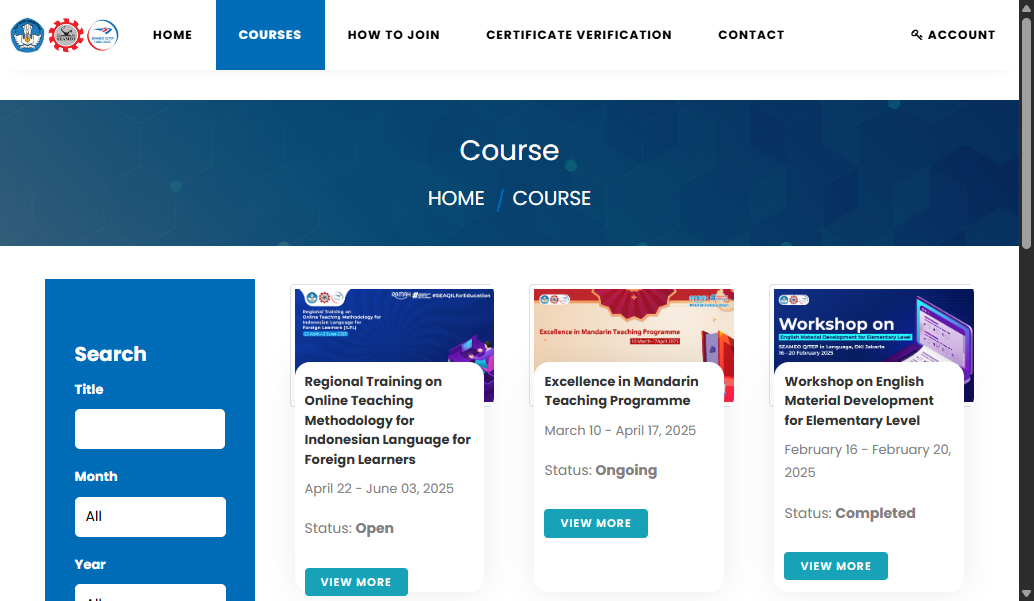 HOME
COURSES
HOW TO JOIN
CERTIFICATE VERIFICATION
CONTACT
ACCOUNT
Course
HOME / COURSE
Search
Title
Month
All
Year
All
#SEAQILforEducation
Regional Training on
Online Teaching Methodology for
Indonesian Language for
Foreign Learners
Regional Training on
Online Teaching
Methodology for
Indonesian Language for
Foreign Learners
April 22 - June 03, 2025
Status: Open
VIEW MORE
Excellence in Mandarin Teaching Programme
10 March-17 April 2025
Excellence in Mandarin
Teaching Programme
March 10 - April 17, 2025
Status: Ongoing
VIEW MORE
Workshop on
English Material Development for Elementary Level
SEAMEO QITEP in Language, DKI Jakarta
16—20 February 2025
Workshop on English
Material Development
for Elementary Level
February 16 - February 20,
2025
Status: Completed
VIEW MORE